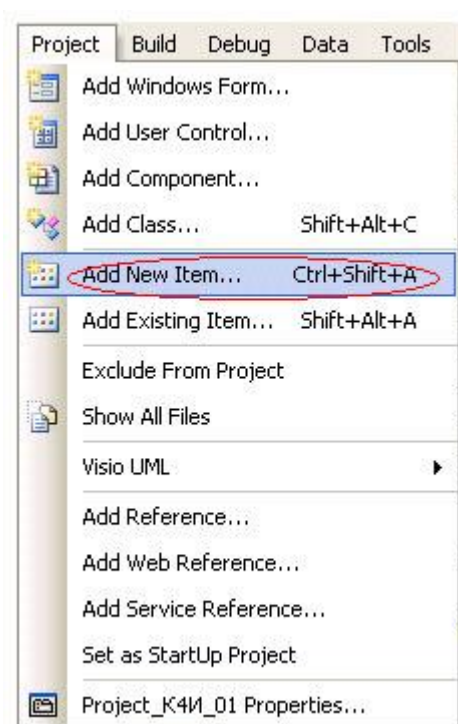 Project Build Debug Data Tools
Add Windows Form...
Add User Control...
Add Component...
Add Class... Shift+Alt+C
Add New Item... Ctrl+Shift+A
Add Existing Item... Shift+Alt+A
Exclude From Project
Show All Files
Visio UML
Add Reference...
Add Web Reference...
Add Service Reference...
Set as StartUp Project
Project_К4И_01 Properties...